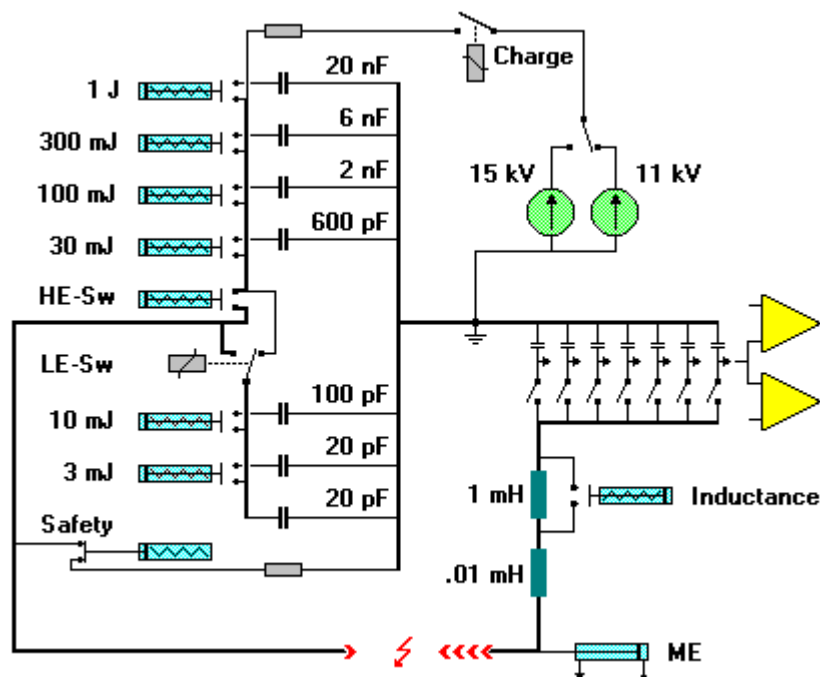 Charge
20 nF
1 J
6 nF
300 mJ
2 nF
100 mJ
15 kV
11 kV
600 pF
30 mJ
HE-Sw
LE-Sw
100 pF
10 mJ
20 pF
3 mJ
20 pF
1 mH
Inductance
Safety
.01 mH
ME